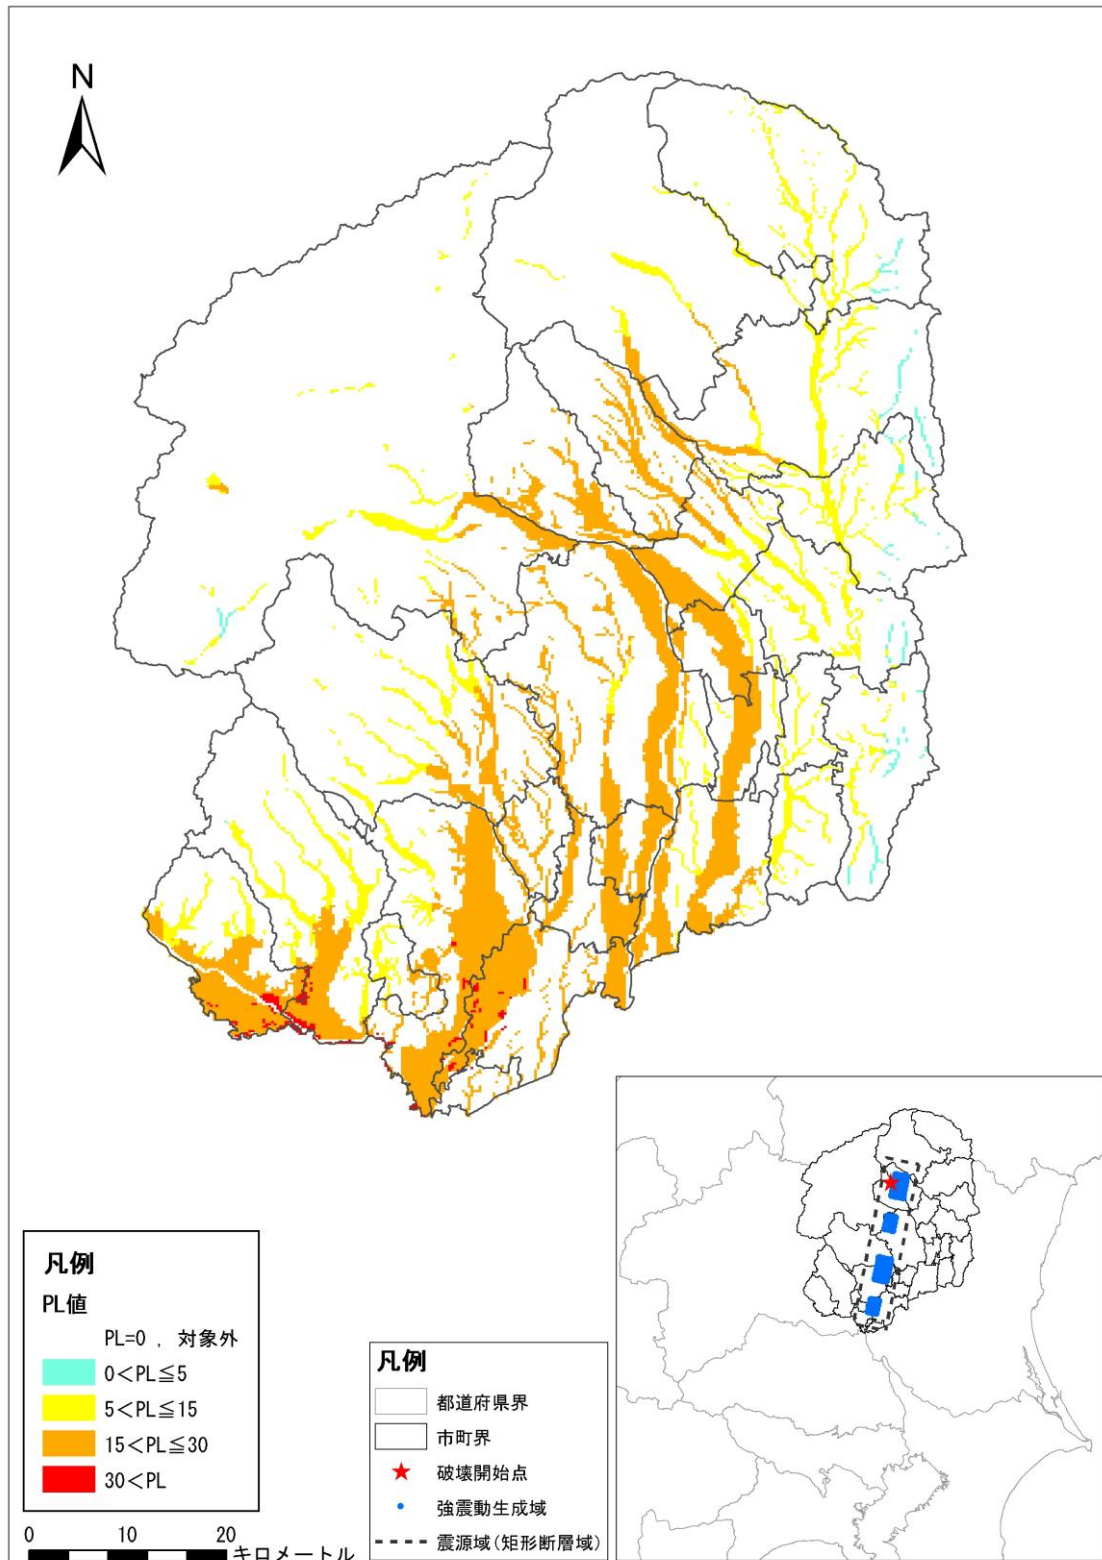 N
凡例
PL値
PL=0 , 対象外
0<PL≦5
5<PL≦15
15<PL≦30
30<PL
0 10 20
キロメートル
凡例
都道府県界
市町界
破壊開始点
強震動生成域
震源域(矩形断層域)